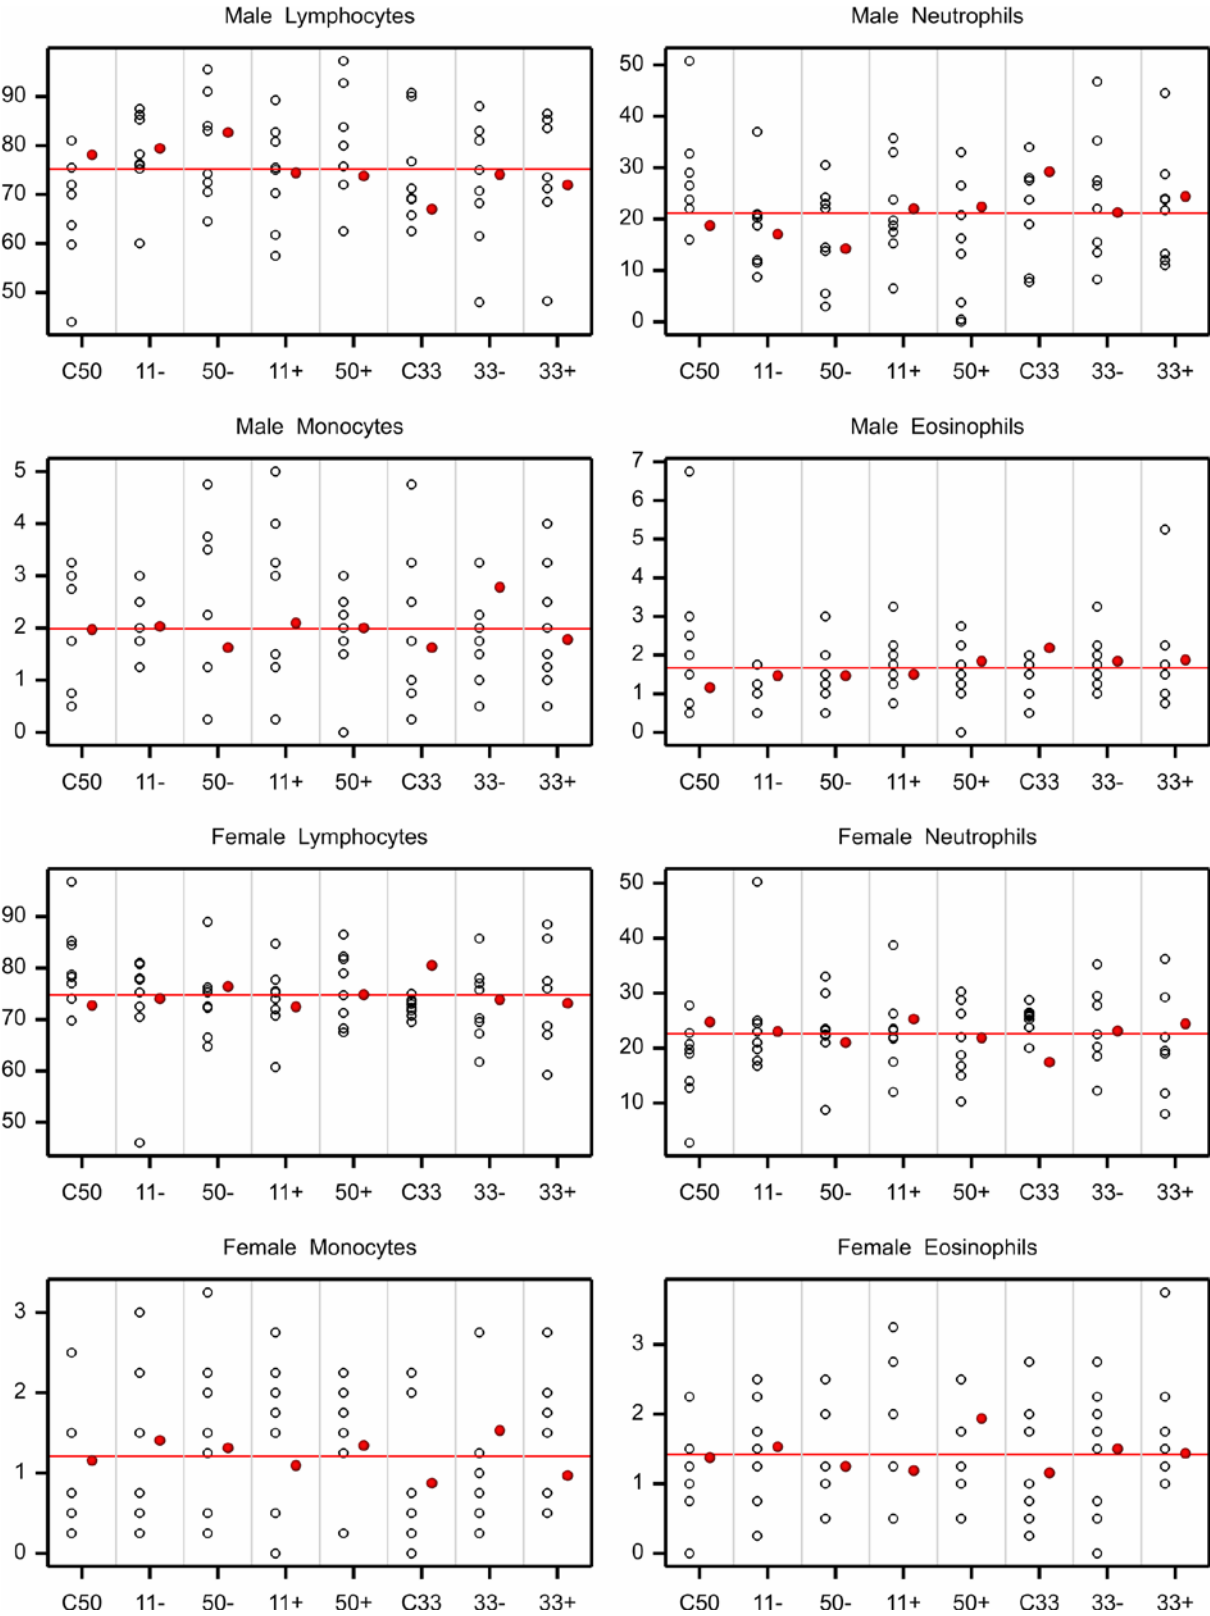 Male Lymphocytes
90
80
70
60
50
C50 11- 50- 11+ 50+ C33 33- 33+
Male Neutrophils
50
40
30
20
10
0
C50 11- 50- 11+ 50+ C33 33- 33+
Male Monocytes
5
4
3
2
1
0
C50 11- 50- 11+ 50+ C33 33- 33+
Male Eosinophils
7
6
5
4
3
2
1
0
C50 11- 50- 11+ 50+ C33 33- 33+
Female Lymphocytes
90
80
70
60
50
C50 11- 50- 11+ 50+ C33 33- 33+
Female Neutrophils
50
40
30
20
10
C50 11- 50- 11+ 50+ C33 33- 33+
Female Monocytes
3
2
1
0
C50 11- 50- 11+ 50+ C33 33- 33+
Female Eosinophils
3
2
1
0
C50 11- 50- 11+ 50+ C33 33- 33+